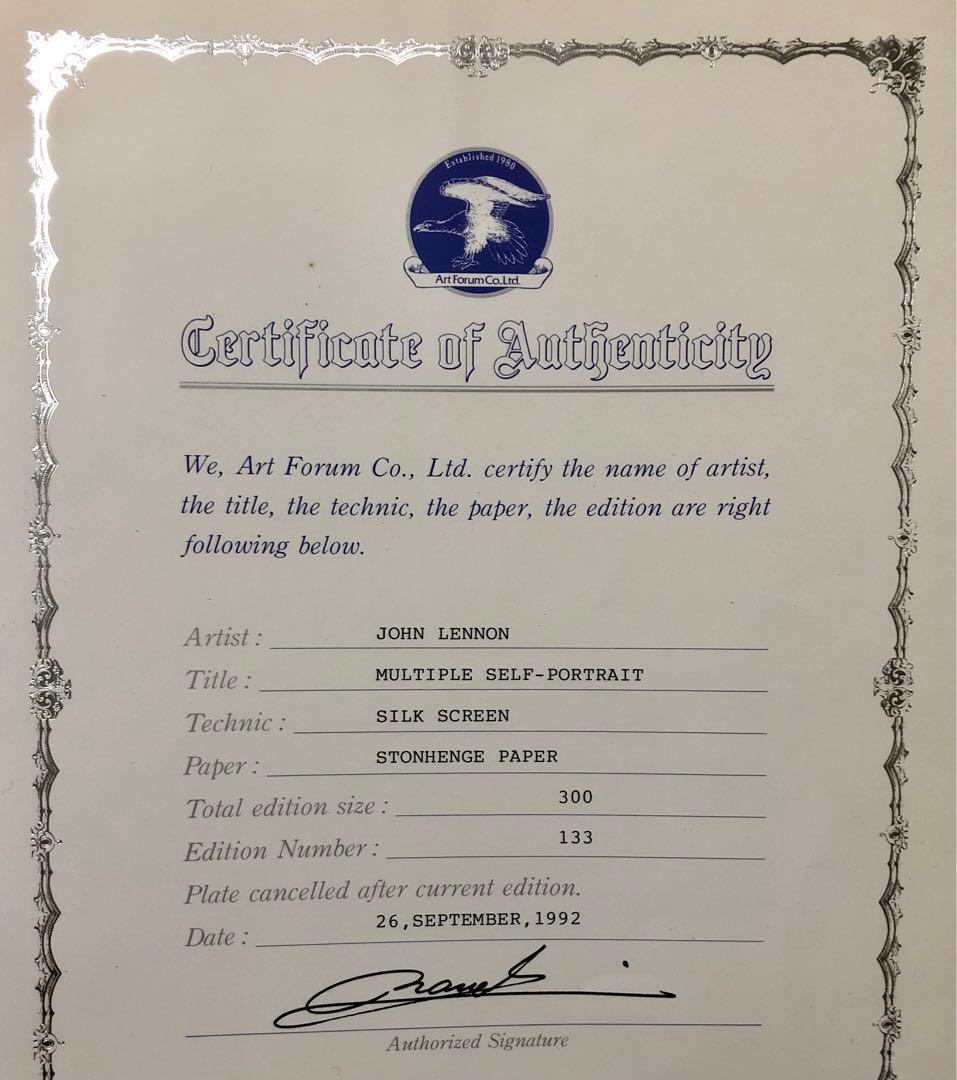 Established 1980
Art Forum Co., Ltd.
Certificate of Authenticity
We, Art Forum Co., Ltd. certify the name of artist,
the title, the technic, the paper, the edition are right
following below.
Artist : JOHN LENNON
Title : MULTIPLE SELF-PORTRAIT
Technic : SILK SCREEN
Paper : STONHENGE PAPER
Total edition size : 300
Edition Number : 133
Plate cancelled after current edition.
Date : 26,SEPTEMBER,1992
Authorized Signature